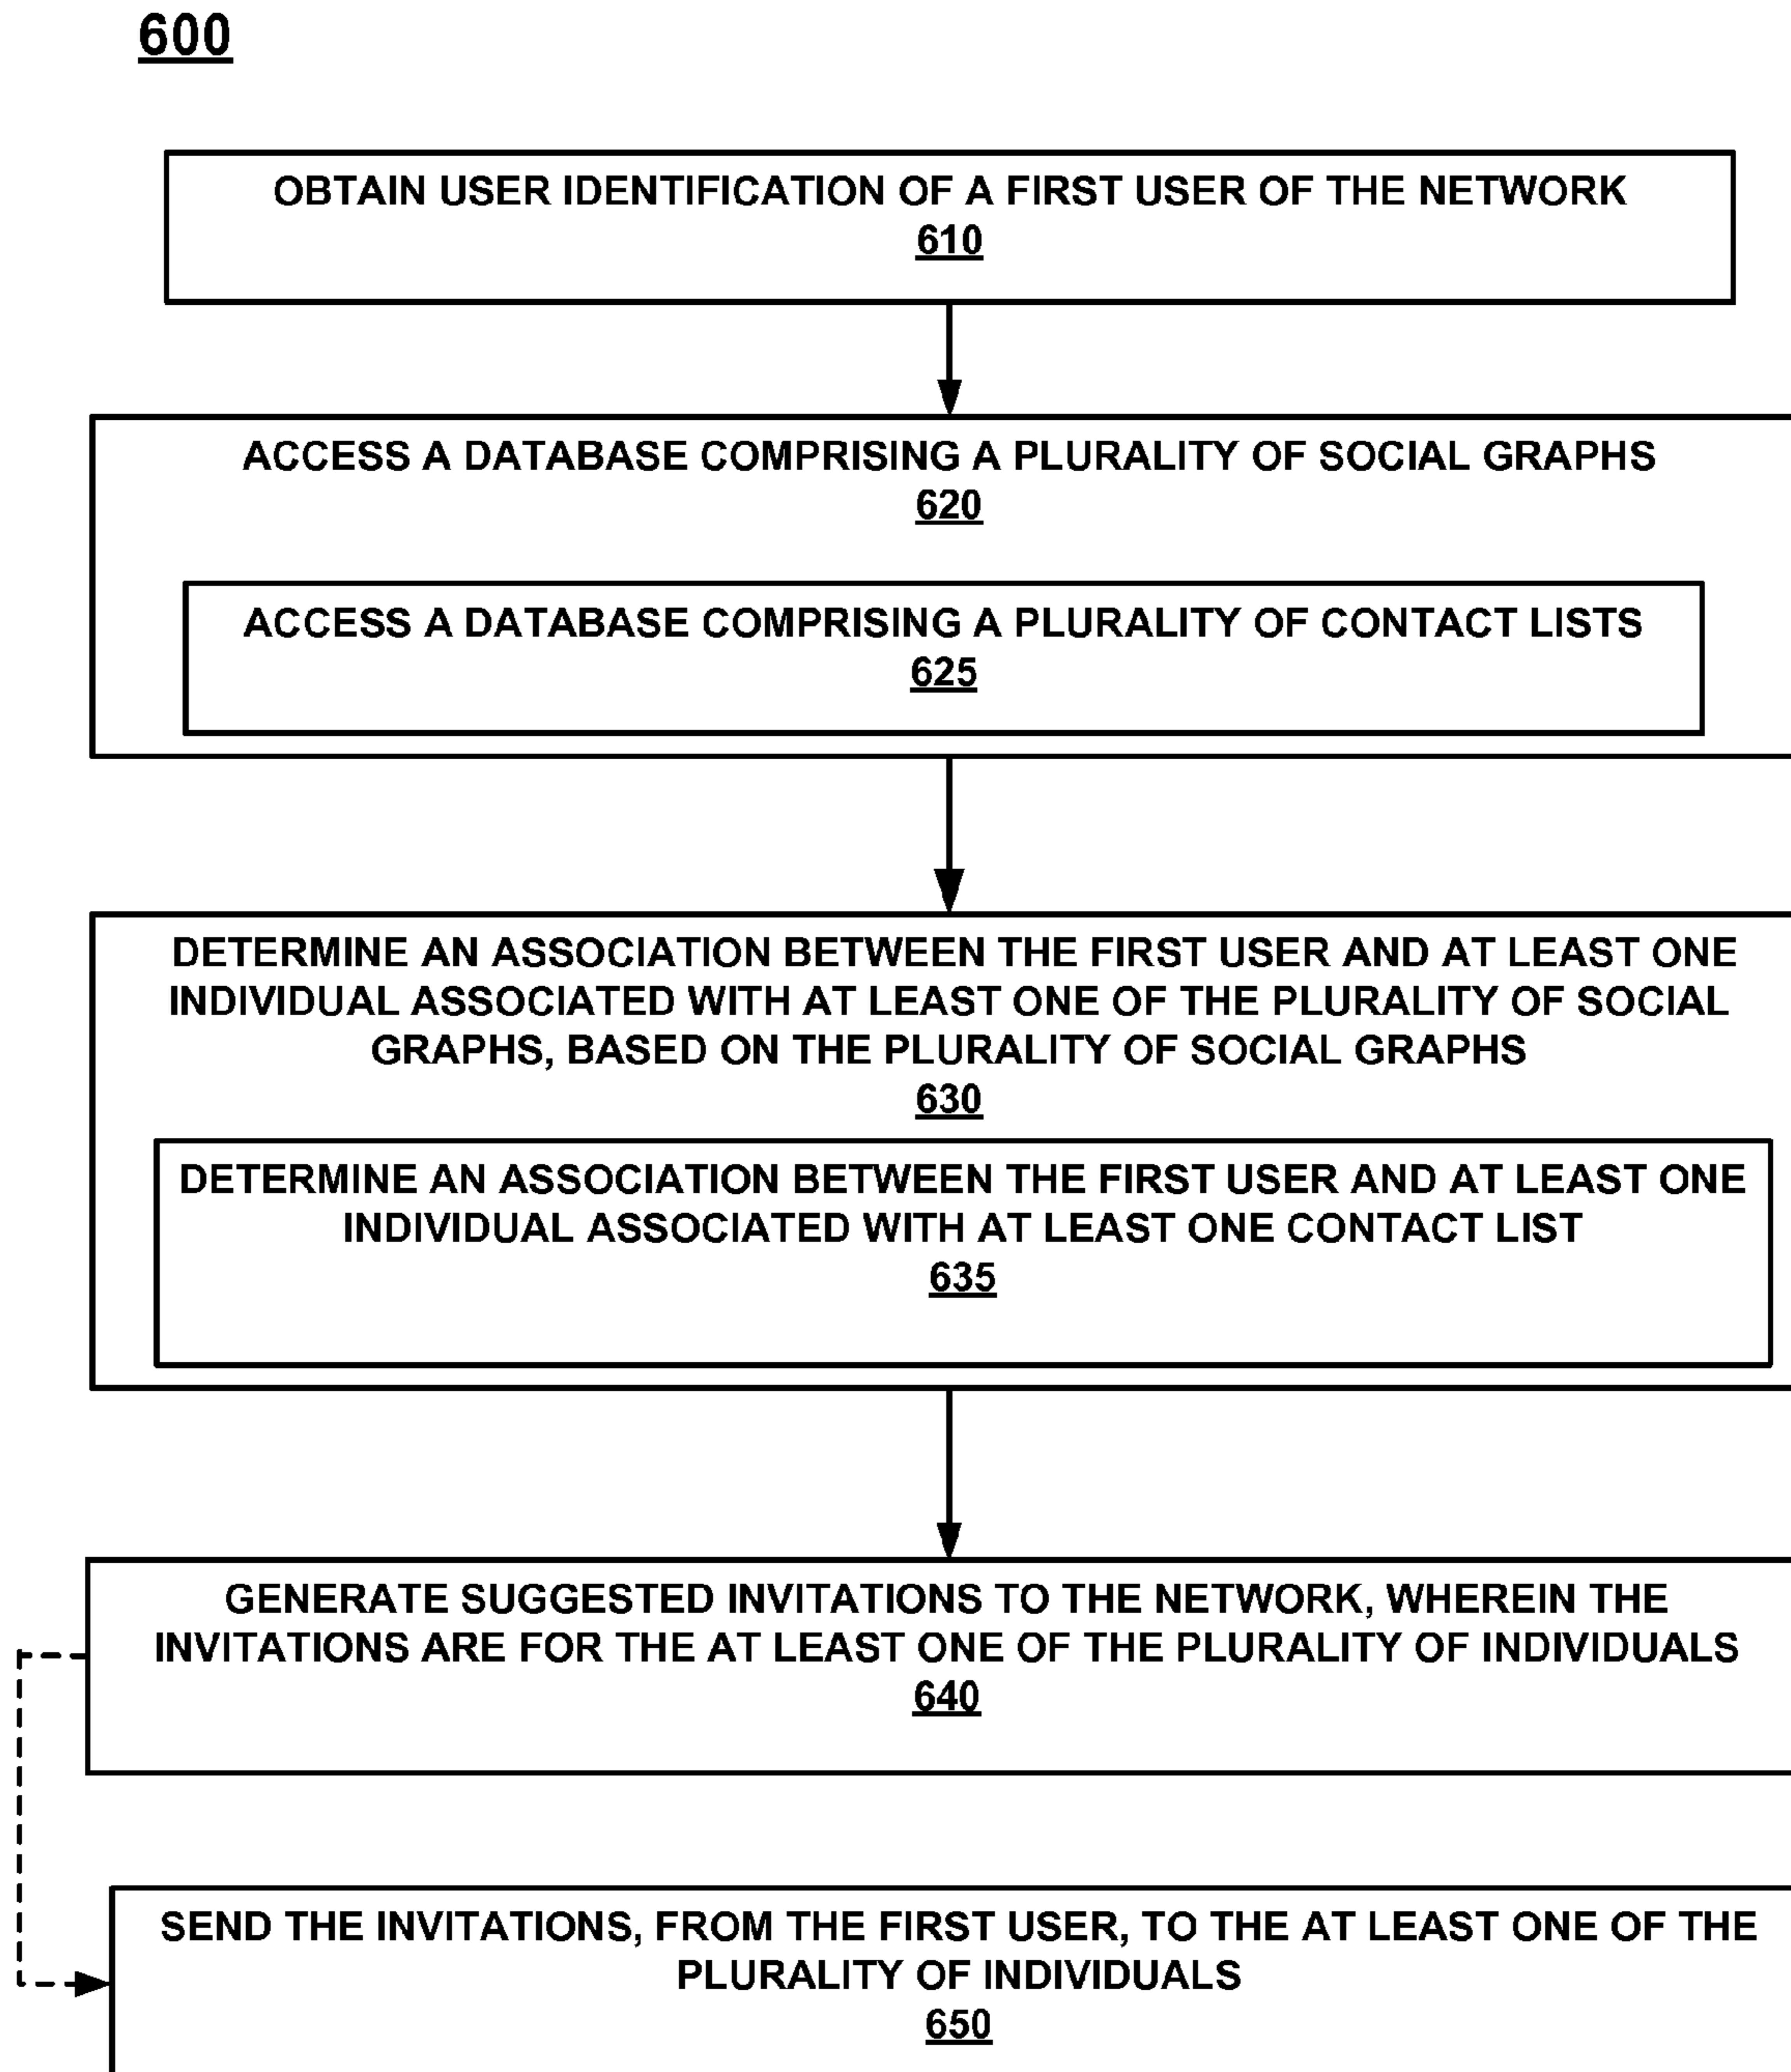 600
OBTAIN USER IDENTIFICATION OF A FIRST USER OF THE NETWORK
610
ACCESS A DATABASE COMPRISING A PLURALITY OF SOCIAL GRAPHS
620
ACCESS A DATABASE COMPRISING A PLURALITY OF CONTACT LISTS
625
DETERMINE AN ASSOCIATION BETWEEN THE FIRST USER AND AT LEAST ONE
INDIVIDUAL ASSOCIATED WITH AT LEAST ONE OF THE PLURALITY OF SOCIAL
GRAPHS, BASED ON THE PLURALITY OF SOCIAL GRAPHS
630
DETERMINE AN ASSOCIATION BETWEEN THE FIRST USER AND AT LEAST ONE
INDIVIDUAL ASSOCIATED WITH AT LEAST ONE CONTACT LIST
635
GENERATE SUGGESTED INVITATIONS TO THE NETWORK, WHEREIN THE
INVITATIONS ARE FOR THE AT LEAST ONE OF THE PLURALITY OF INDIVIDUALS
640
SEND THE INVITATIONS, FROM THE FIRST USER, TO THE AT LEAST ONE OF THE
PLURALITY OF INDIVIDUALS
650